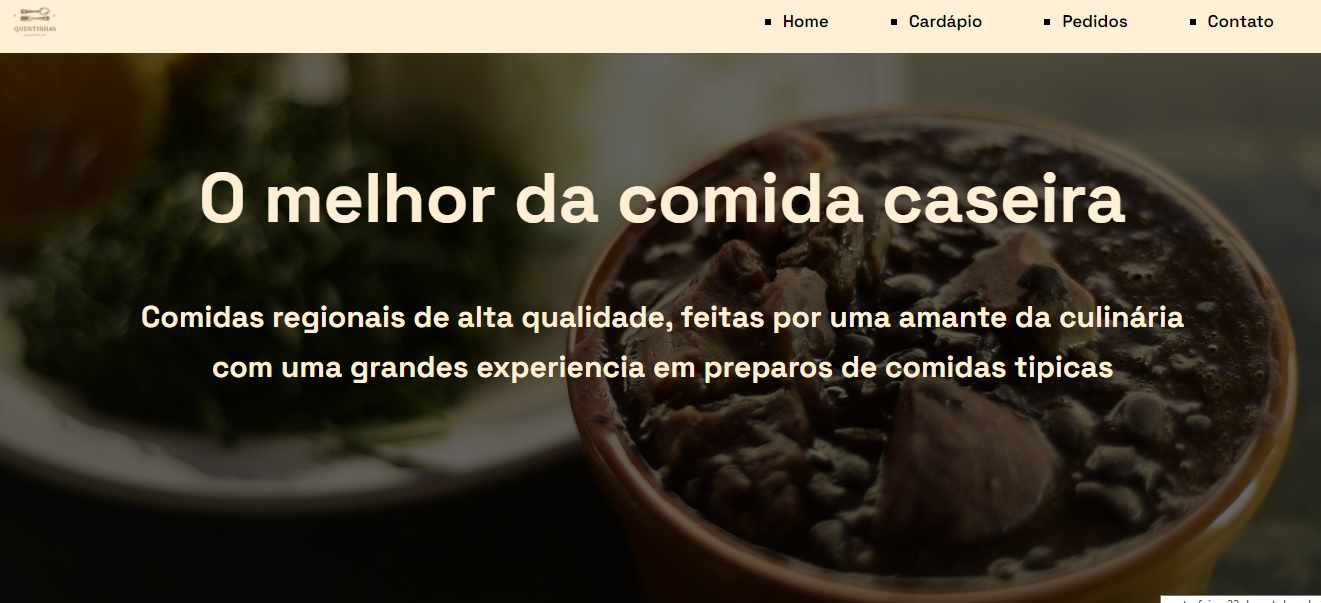 QUENTINHAS
Home
Cardápio
Pedidos
Contato
O melhor da comida caseira
Comidas regionais de alta qualidade, feitas por uma amante da culinária
com uma grandes experiencia em preparos de comidas tipicas